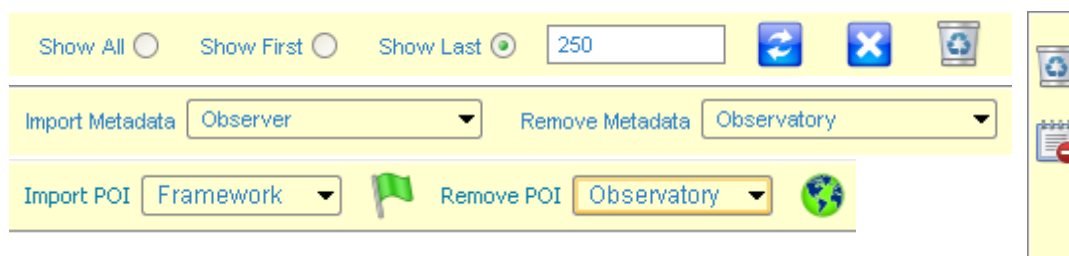 Show All Show First Show Last 250
Import Metadata Observer Remove Metadata Observatory
Import POI Framework Remove POI Observatory